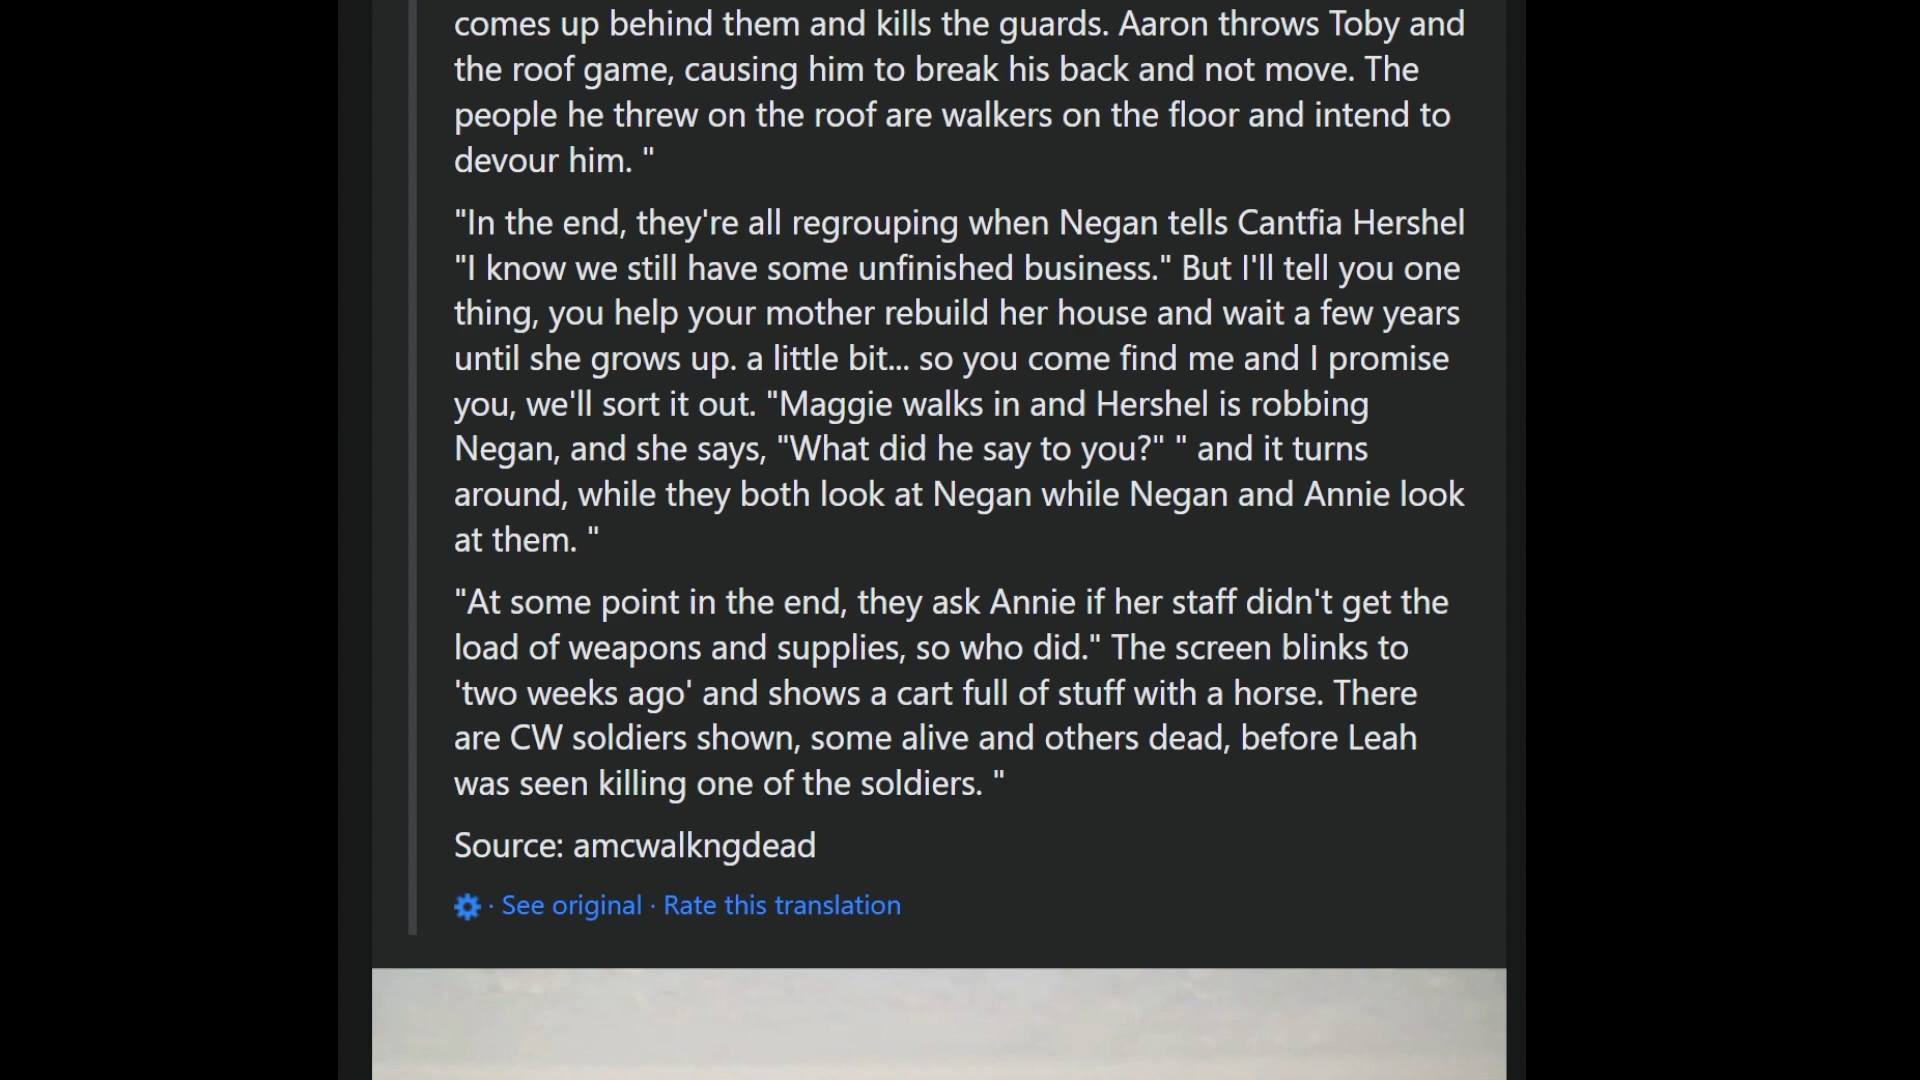 comes up behind them and kills the guards. Aaron throws Toby and
the roof game, causing him to break his back and not move. The
people he threw on the roof are walkers on the floor and intend to
devour him. "
"In the end, they're all regrouping when Negan tells Cantfia Hershel
"I know we still have some unfinished business." But I'll tell you one
thing, you help your mother rebuild her house and wait a few years
until she grows up. a little bit... so you come find me and I promise
you, we'll sort it out. "Maggie walks in and Hershel is robbing
Negan, and she says, "What did he say to you?" " and it turns
around, while they both look at Negan while Negan and Annie look
at them. "
"At some point in the end, they ask Annie if her staff didn't get the
load of weapons and supplies, so who did." The screen blinks to
'two weeks ago' and shows a cart full of stuff with a horse. There
are CW soldiers shown, some alive and others dead, before Leah
was seen killing one of the soldiers. "
Source: amcwalkngdead
· See original · Rate this translation